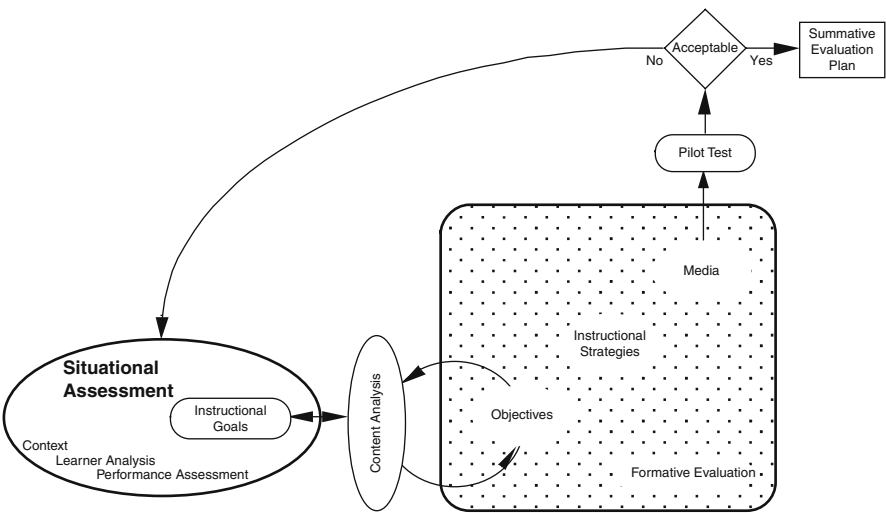 Acceptable
No
Yes
Summative
Evaluation
Plan
Pilot Test
Media
Instructional
Strategies
Situational
Assessment
Instructional
Goals
Content Analysis
Objectives
Context
Learner Analysis
Performance Assessment
Formative Evaluation